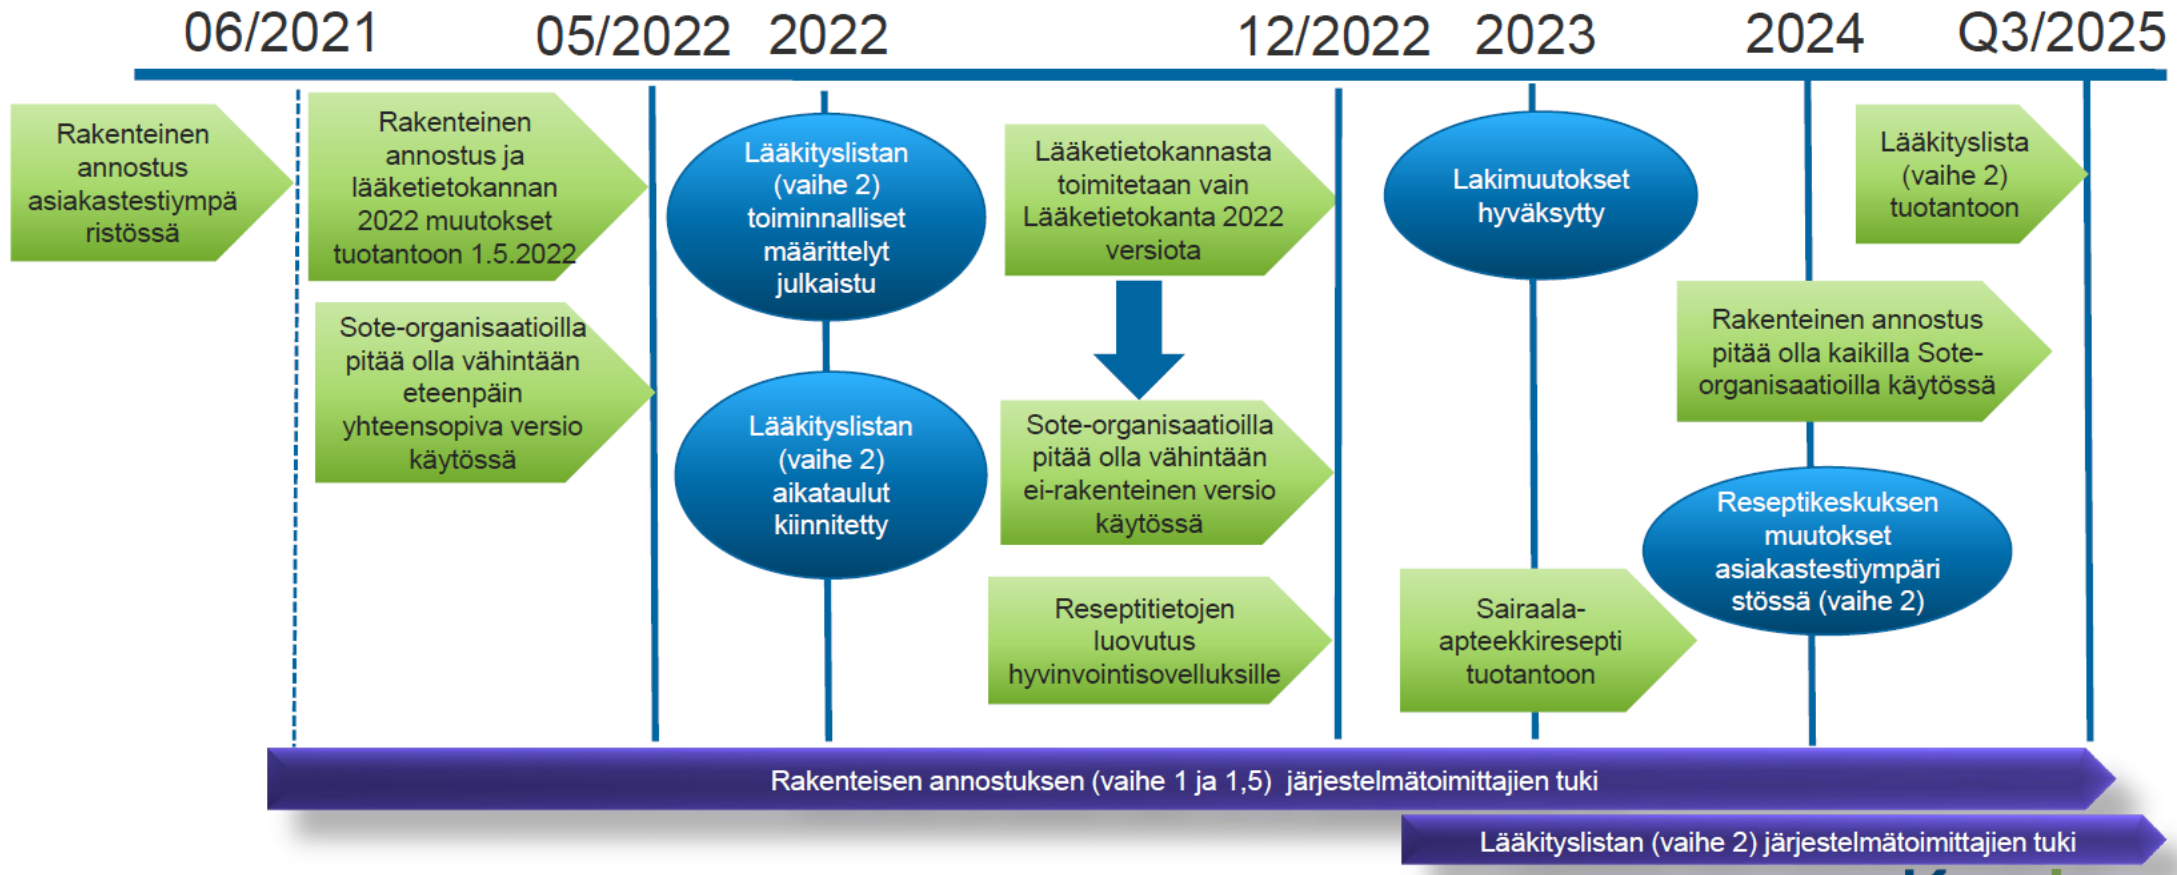 06/2021
05/2022
2022
12/2022
2023
2024
Q3/2025
Rakenteinen
annostus
asiakastestiympä
ristössä
Rakenteinen
annostus ja
lääketietokannan
2022 muutokset
tuotantoon 1.5.2022
Sote-organisaatioilla
pitää olla vähintään
eteenpäin
yhteensopiva versio
käytössä
Lääkityslistan
(vaihe 2)
toiminnalliset
määrittelyt
julkaistu
Lääkityslistan
(vaihe 2)
aikataulut
kiinnitetty
Lääketietokannasta
toimitetaan vain
Lääketietokanta 2022
versiota
Sote-organisaatioilla
pitää olla vähintään
ei-rakenteinen versio
käytössä
Reseptitietojen
luovutus
hyvinvointisovelluksille
Lakimuutokset
hyväksytty
Sairaala-
apteekkiresepti
tuotantoon
Lääkityslista
(vaihe 2)
tuotantoon
Rakenteinen annostus
pitää olla kaikilla Sote-
organisaatioilla käytössä
Reseptikeskuksen
muutokset
asiakastestiympäri
stössä (vaihe 2)
Rakenteisen annostuksen (vaihe 1 ja 1,5) järjestelmätoimittajien tuki
Lääkityslistan (vaihe 2) järjestelmätoimittajien tuki